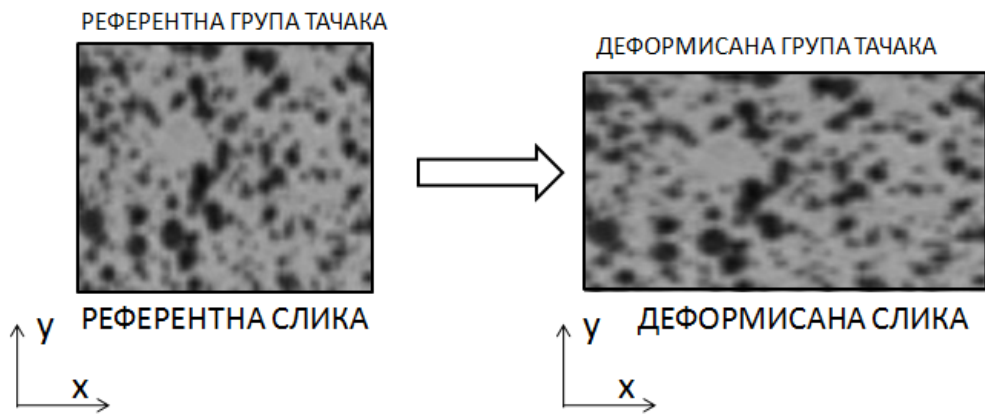 РЕФЕРЕНТНА ГРУПА ТАЧАКА
ДЕФОРМИСАНА ГРУПА ТАЧАКА
РЕФЕРЕНТНА СЛИКА
ДЕФОРМИСАНА СЛИКА
y
x
y
x